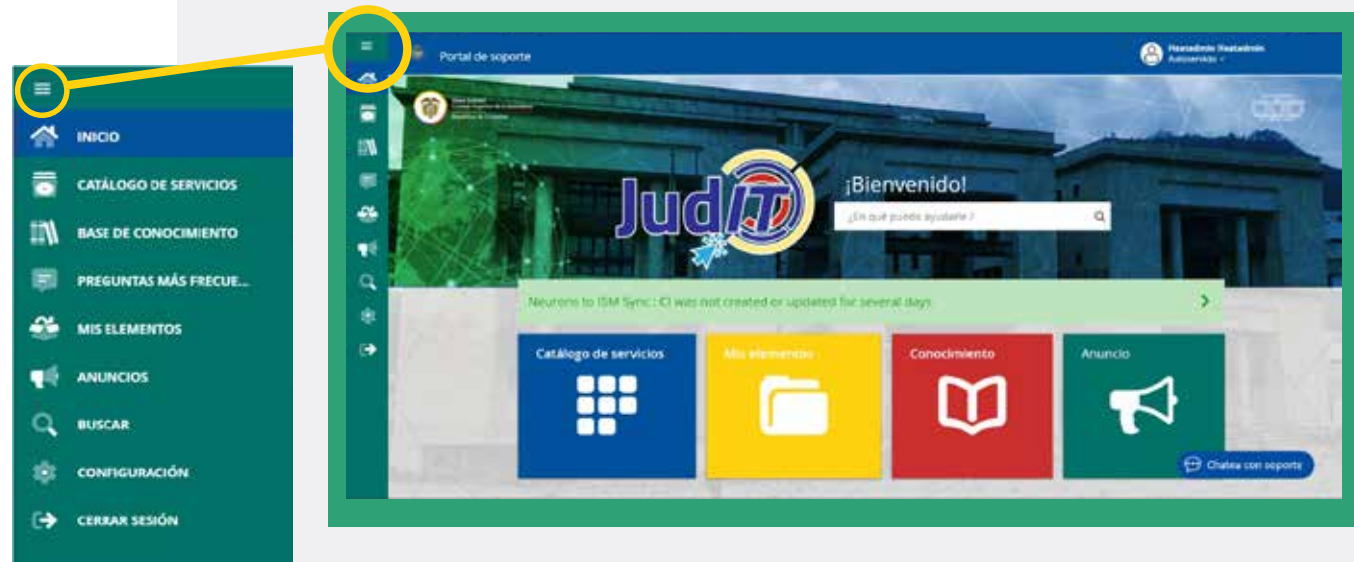 INICIO
CATÁLOGO DE SERVICIOS
BASE DE CONOCIMIENTO
PREGUNTAS MÁS FRECUE...
MIS ELEMENTOS
ANUNCIOS
BUSCAR
CONFIGURACIÓN
CERRAR SESIÓN
Portal de soporte
Autoservicio
JudIT
¡Bienvenido!
¿En qué puedo ayudarle ?
Neurons to ISM Sync : CI was not created or updated for several days
Catálogo de servicios
Mis elementos
Conocimiento
Anuncio
Chatea con soporte